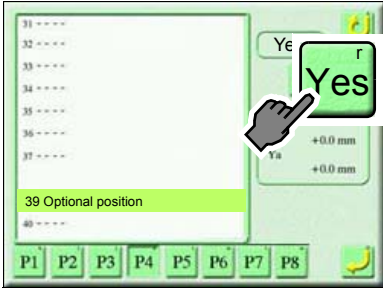 31 ----
32 ----
33 ----
34 ----
35 ----
36 ----
37 ----
39 Optional position
40 ----
Ye
r
Yes
+0.0 mm
Ya
+0.0 mm
P1 P2 P3 P4 P5 P6 P7 P8